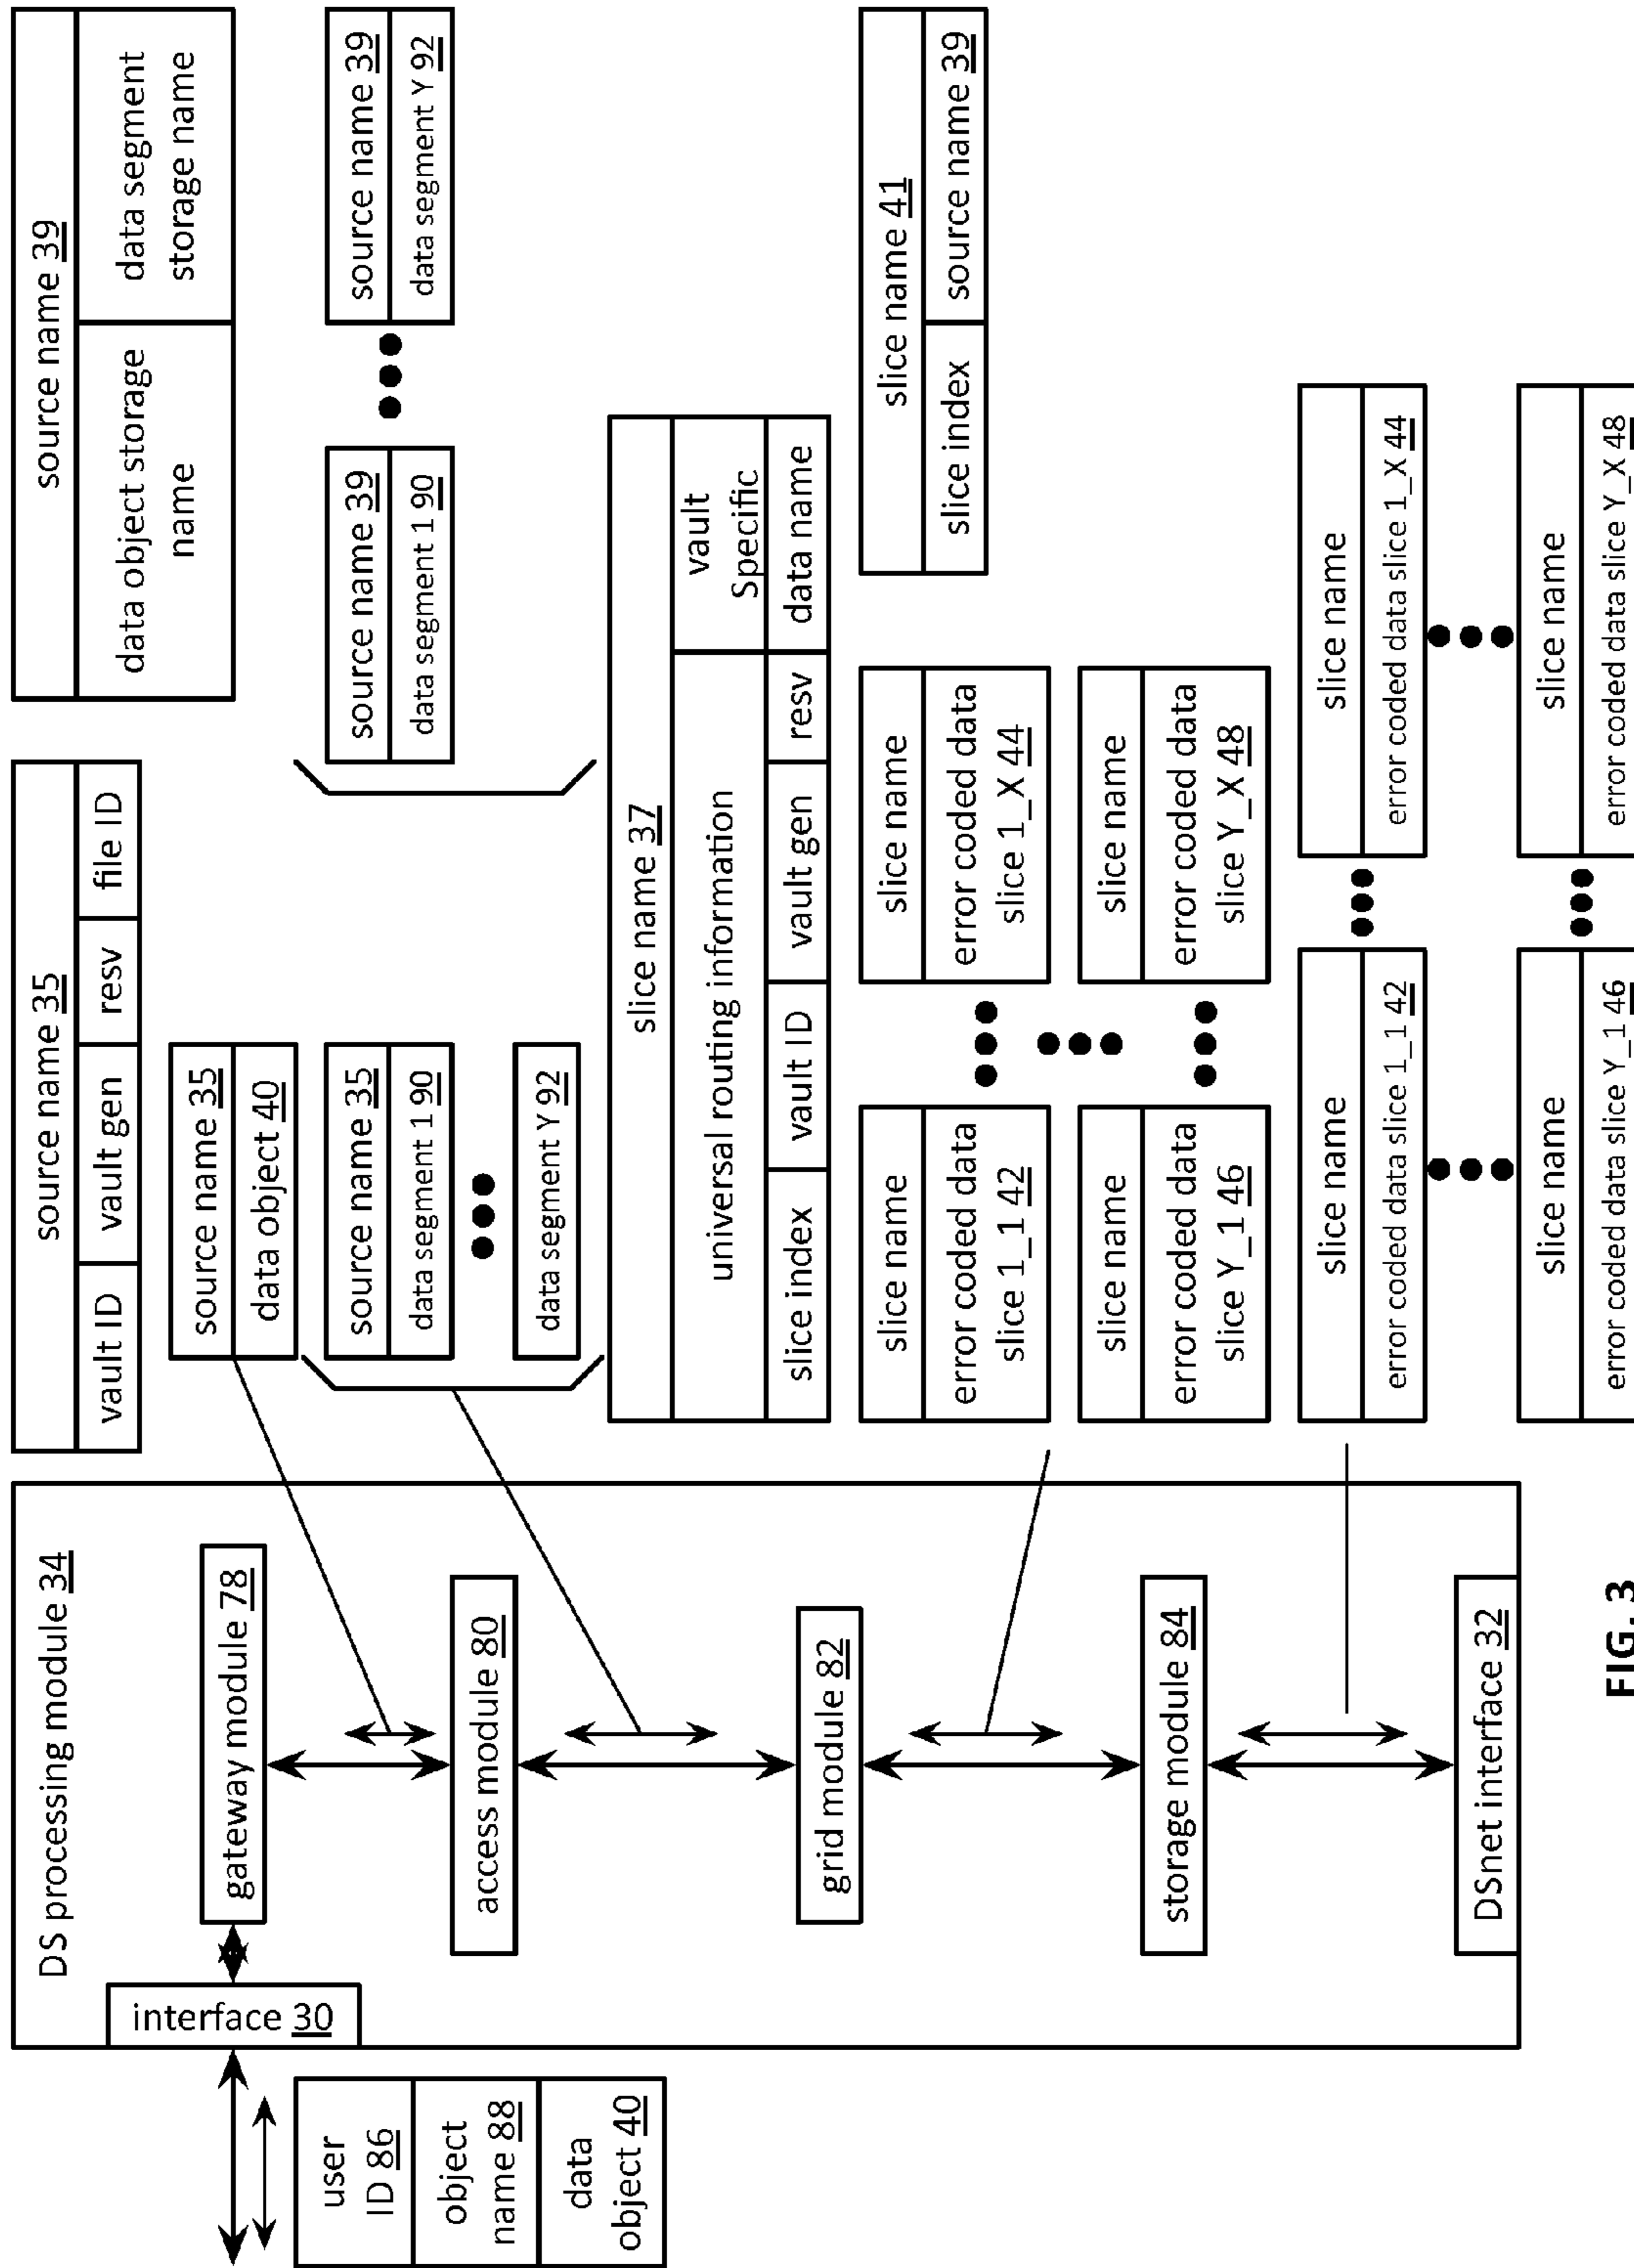 DS processing module 34
interface 30
user
ID 86
object
name 88
data
object 40
gateway module 78
access module 80
grid module 82
storage module 84
DSnet interface 32
source name 35
vault ID
vault gen
resv
file ID
source name 39
data object storage
name
data segment
storage name
source name 35
data object 40
source name 35
data segment 1 90
data segment Y 92
source name 39
data segment 1 90
source name 39
data segment Y 92
slice name 37
universal routing information
vault
Specific
slice index
vault ID
vault gen
resv
data name
slice name 41
slice index
source name 39
slice name
error coded data
slice 1_1 42
slice name
error coded data
slice 1_X 44
slice name
error coded data
slice Y_1 46
slice name
error coded data
slice Y_X 48
slice name
error coded data slice 1_1 42
slice name
error coded data slice 1_X 44
slice name
error coded data slice Y_1 46
slice name
error coded data slice Y_X 48
FIG. 3